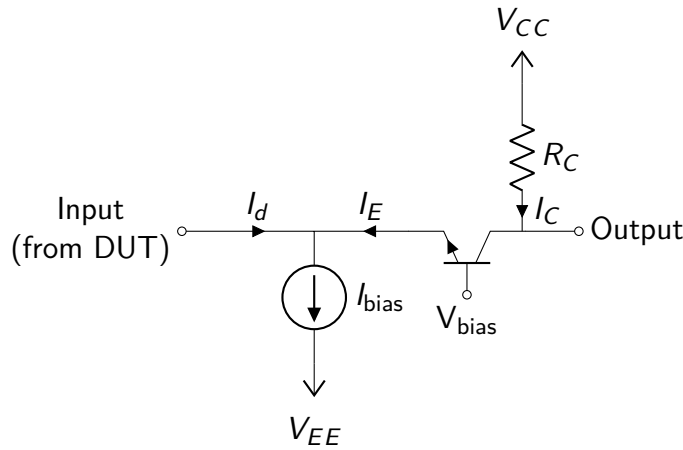 V_CC
R_C
Input
(from DUT)
I_d
I_E
I_C
Output
I_bias
V_bias
V_EE